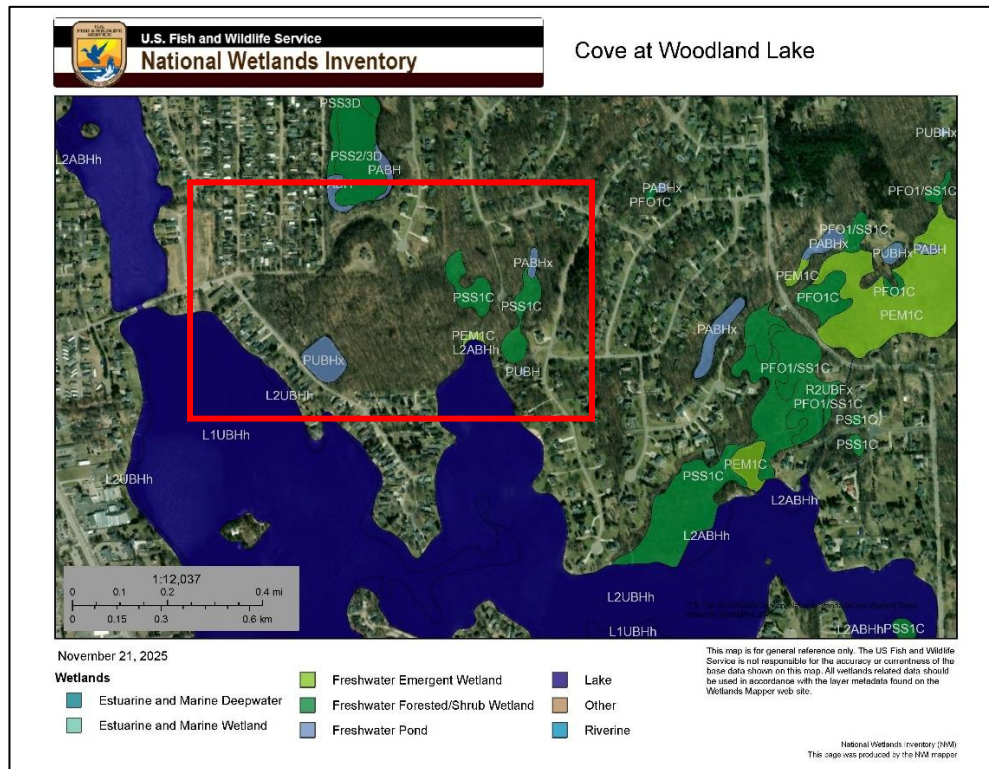 U.S.
FISH AND WILDLIFE
SERVICE
U.S. Fish and Wildlife Service
National Wetlands Inventory
Cove at Woodland Lake
PSS3D
PUBHx
L2ABHh
PSS2/3D
PABH
PABH
PABHx
PFO1C
PFO1/SS1C
PFO1/SS1C
PABHx
PUBHx
PABH
PABHx
PEM1C
PSS1C
PSS1C
PFO1C
PFO1C
PEM1C
PEM1C
L2ABHh
PABHx
PUBHx
PUBH
PFO1/SS1C
L2UBHh
R2UBFx
PFO1/SS1C
PSS1C
L1UBHh
PSS1C
PEM1C
PSS1C
L2UBHh
L2ABHh
L2ABHh
1:12,037
0 0.1 0.2 0.4 mi
0 0.15 0.3 0.6 km
L2UBHh
L1UBHh
L2ABHh
PSS1C
November 21, 2025
Wetlands
Estuarine and Marine Deepwater
Estuarine and Marine Wetland
Freshwater Emergent Wetland
Freshwater Forested/Shrub Wetland
Freshwater Pond
Lake
Other
Riverine
This map is for general reference only. The US Fish and Wildlife
Service is not responsible for the accuracy or currentness of the
base data shown on this map. All wetlands related data should
be used in accordance with the layer metadata found on the
Wetlands Mapper web site.
National Wetlands Inventory (NWI)
This page was produced by the NWI mapper